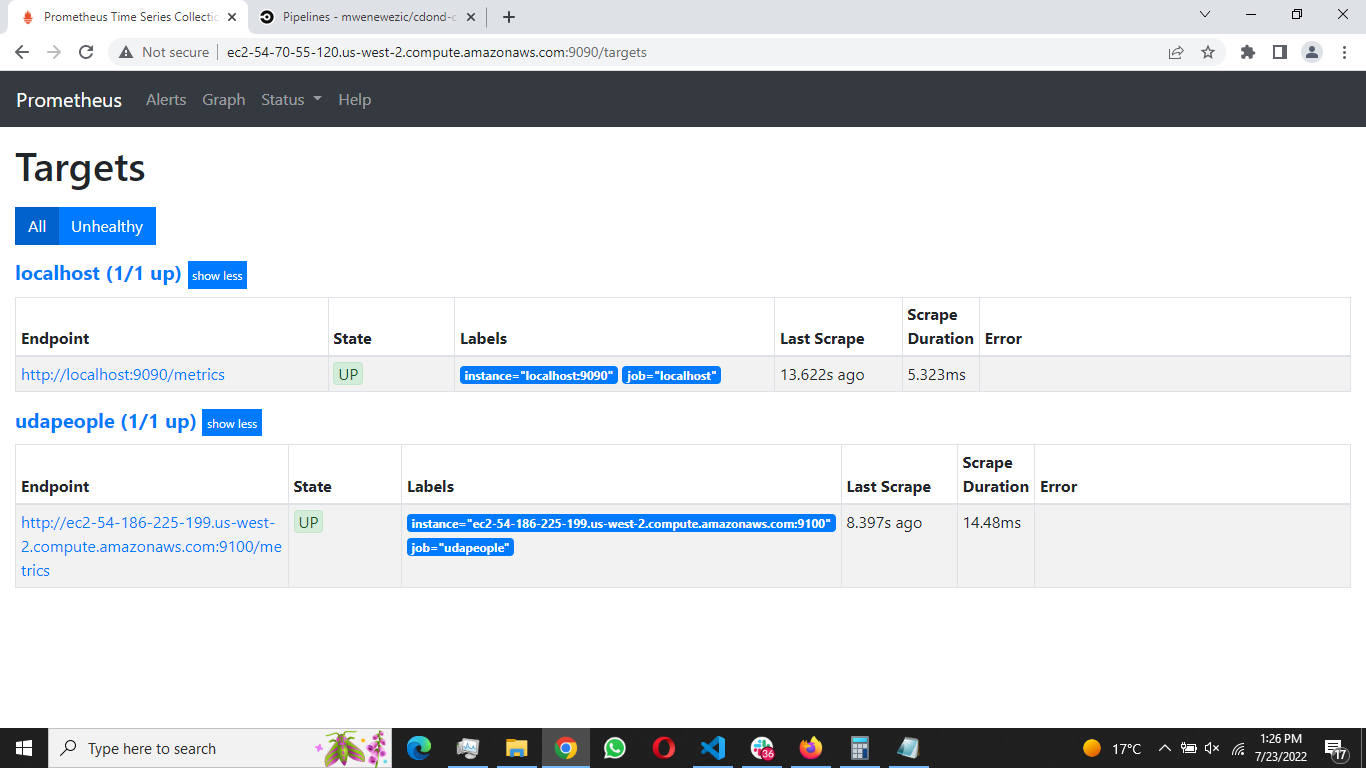 Prometheus Time Series Collectio
Pipelines - mwenewezic/cdond-c
Not secure
ec2-54-70-55-120.us-west-2.compute.amazonaws.com:9090/targets
Prometheus Alerts Graph Status Help
Targets
All Unhealthy
localhost (1/1 up) show less
Endpoint State Labels Last Scrape Scrape Duration Error
http://localhost:9090/metrics UP instance="localhost:9090" job="localhost" 13.622s ago 5.323ms
udapeople (1/1 up) show less
Endpoint State Labels Last Scrape Scrape Duration Error
http://ec2-54-186-225-199.us-west-
2.compute.amazonaws.com:9100/me
trics
UP
instance="ec2-54-186-225-199.us-west-2.compute.amazonaws.com:9100"
job="udapeople"
8.397s ago
14.48ms
Type here to search
36
17°C
1:26 PM
7/23/2022
17